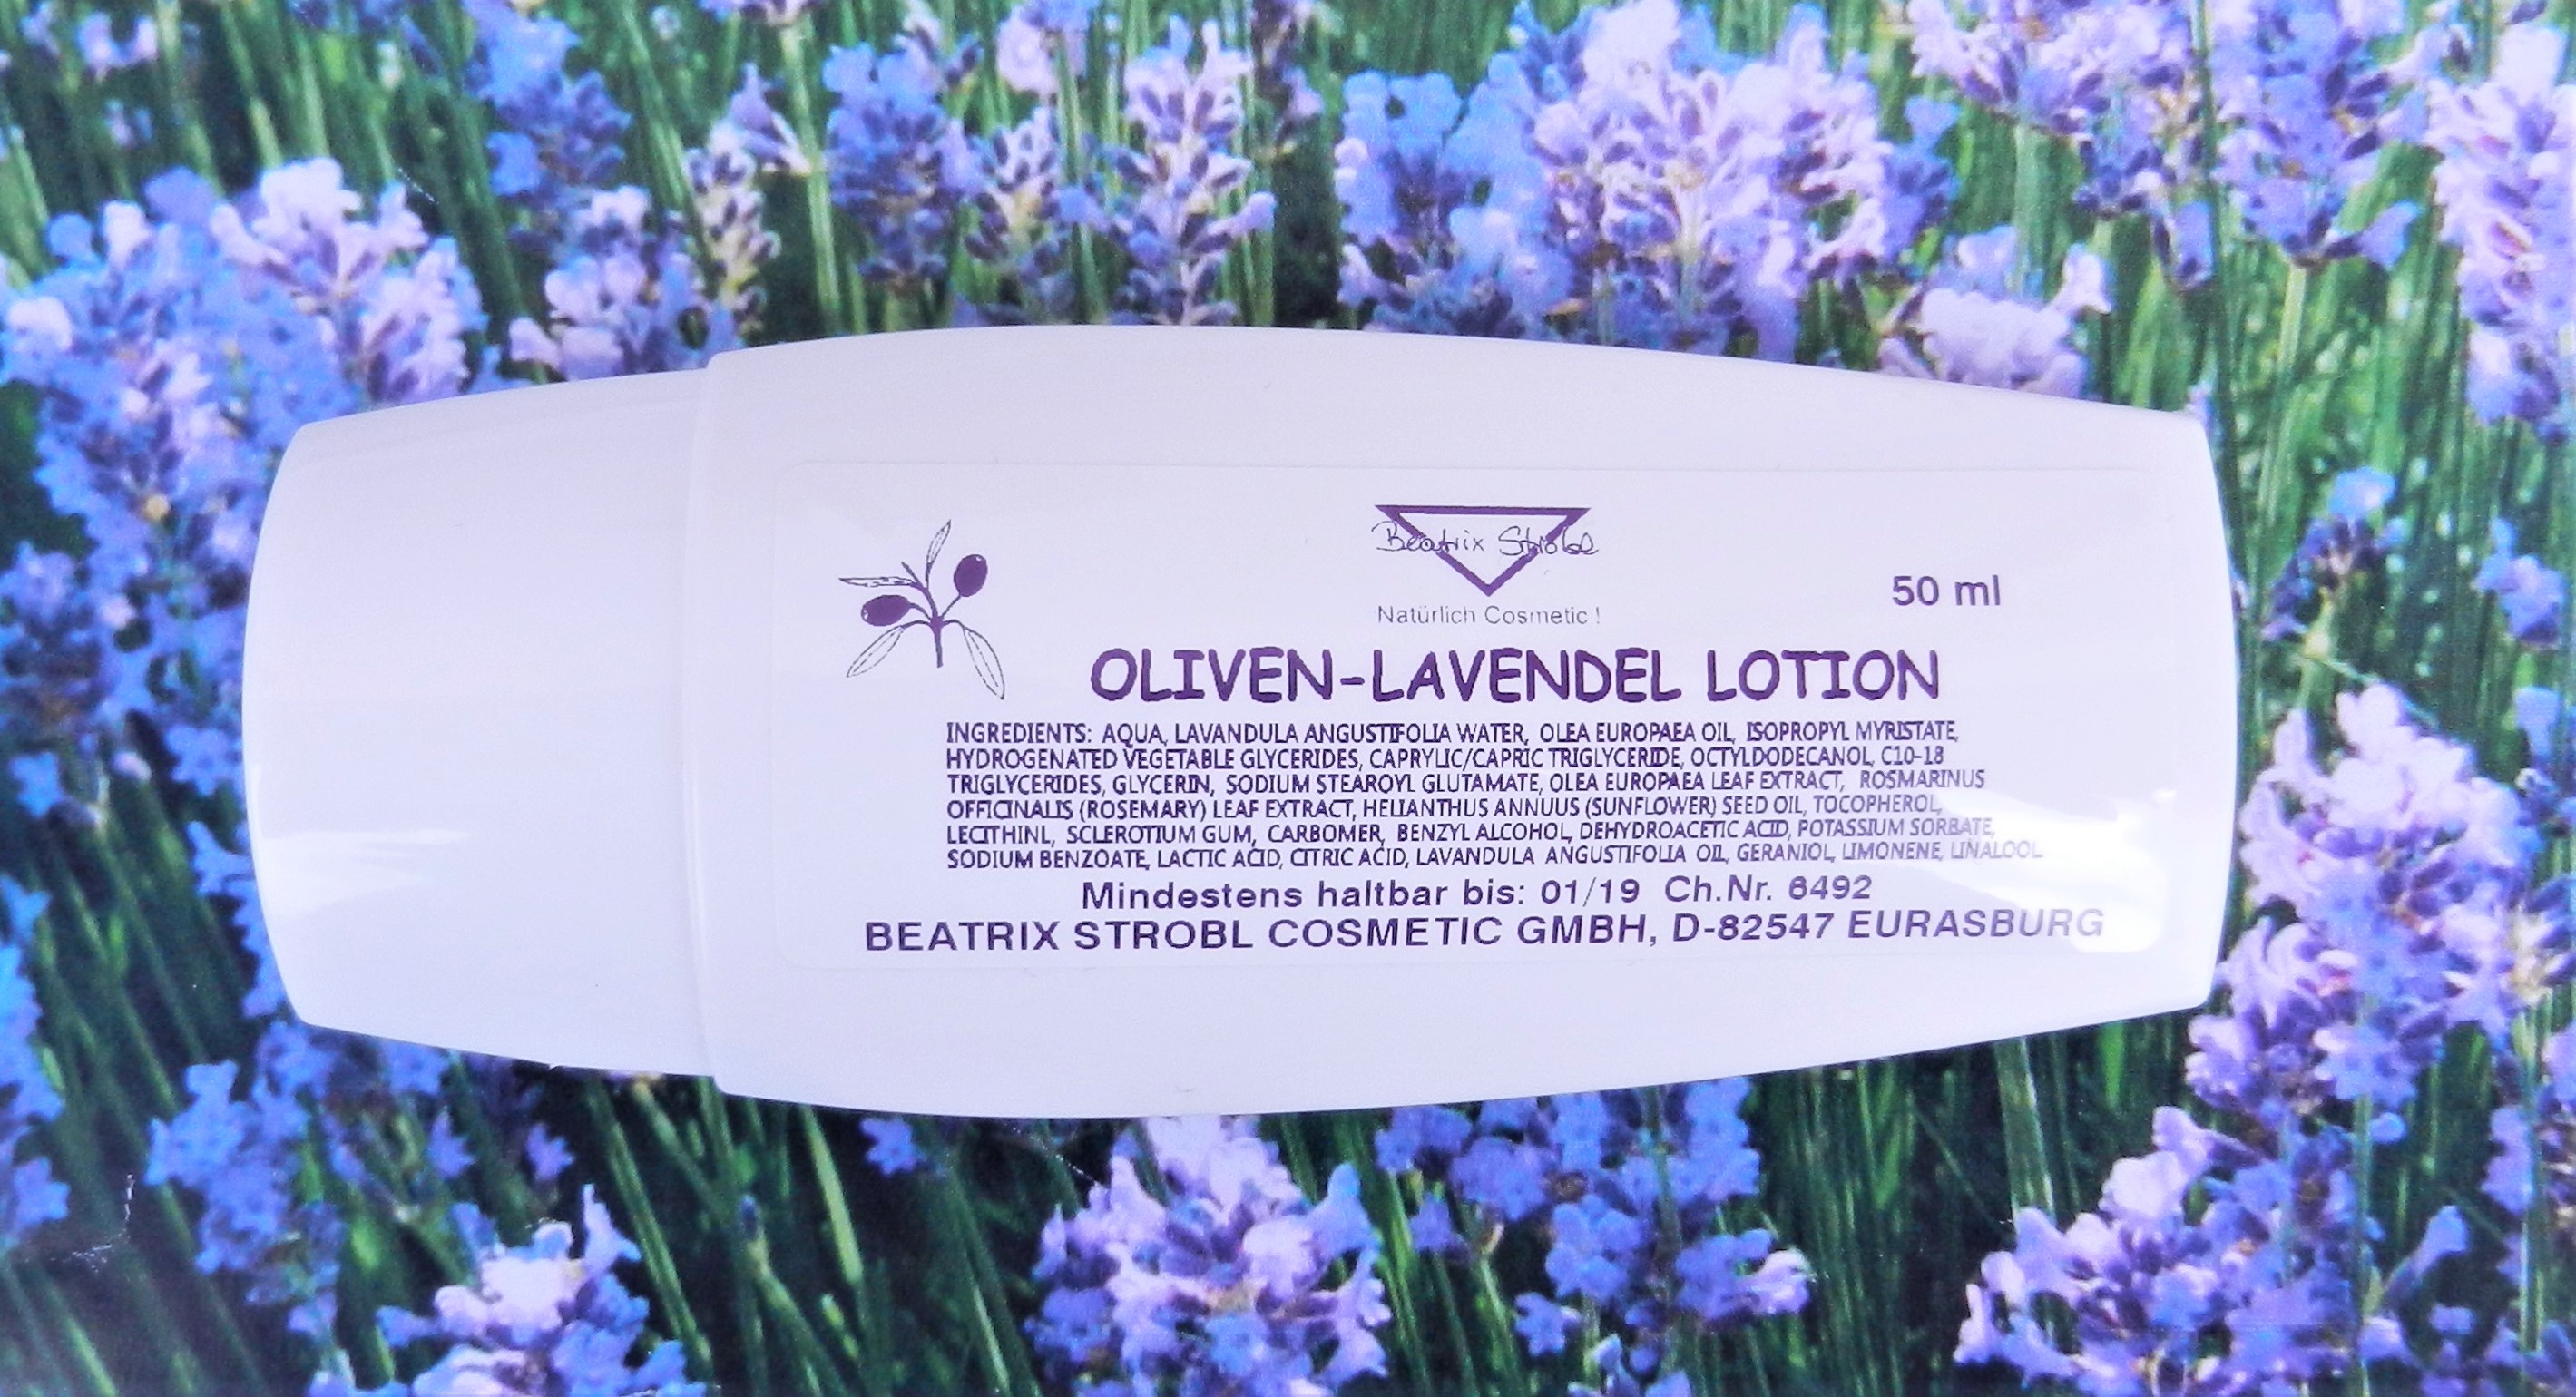 Beatrix Strobl
Natürlich Cosmetic !
50 ml
OLIVEN-LAVENDEL LOTION
INGREDIENTS: AQUA, LAVANDULA ANGUSTIFOLIA WATER, OLEA EUROPAEA OIL, ISOPROPYL MYRISTATE,
HYDROGENATED VEGETABLE GLYCERIDES, CAPRYLIC/CAPRIC TRIGLYCERIDE, OCTYLDODECANOL, C10-18
TRIGLYCERIDES, GLYCERIN, SODIUM STEAROYL GLUTAMATE, OLEA EUROPAEA LEAF EXTRACT, ROSMARINUS
OFFICINALIS (ROSEMARY) LEAF EXTRACT, HELIANTHUS ANNUUS (SUNFLOWER) SEED OIL, TOCOPHEROL,
LECITHINL, SCLEROTIUM GUM, CARBOMER, BENZYL ALCOHOL, DEHYDROACETIC ACID, POTASSIUM SORBATE,
SODIUM BENZOATE, LACTIC ACID, CITRIC ACID, LAVANDULA ANGUSTIFOLIA OIL, GERANIOL, LIMONENE, LINALOOL
Mindestens haltbar bis: 01/19 Ch.Nr. 6492
BEATRIX STROBL COSMETIC GMBH, D-82547 EURASBURG